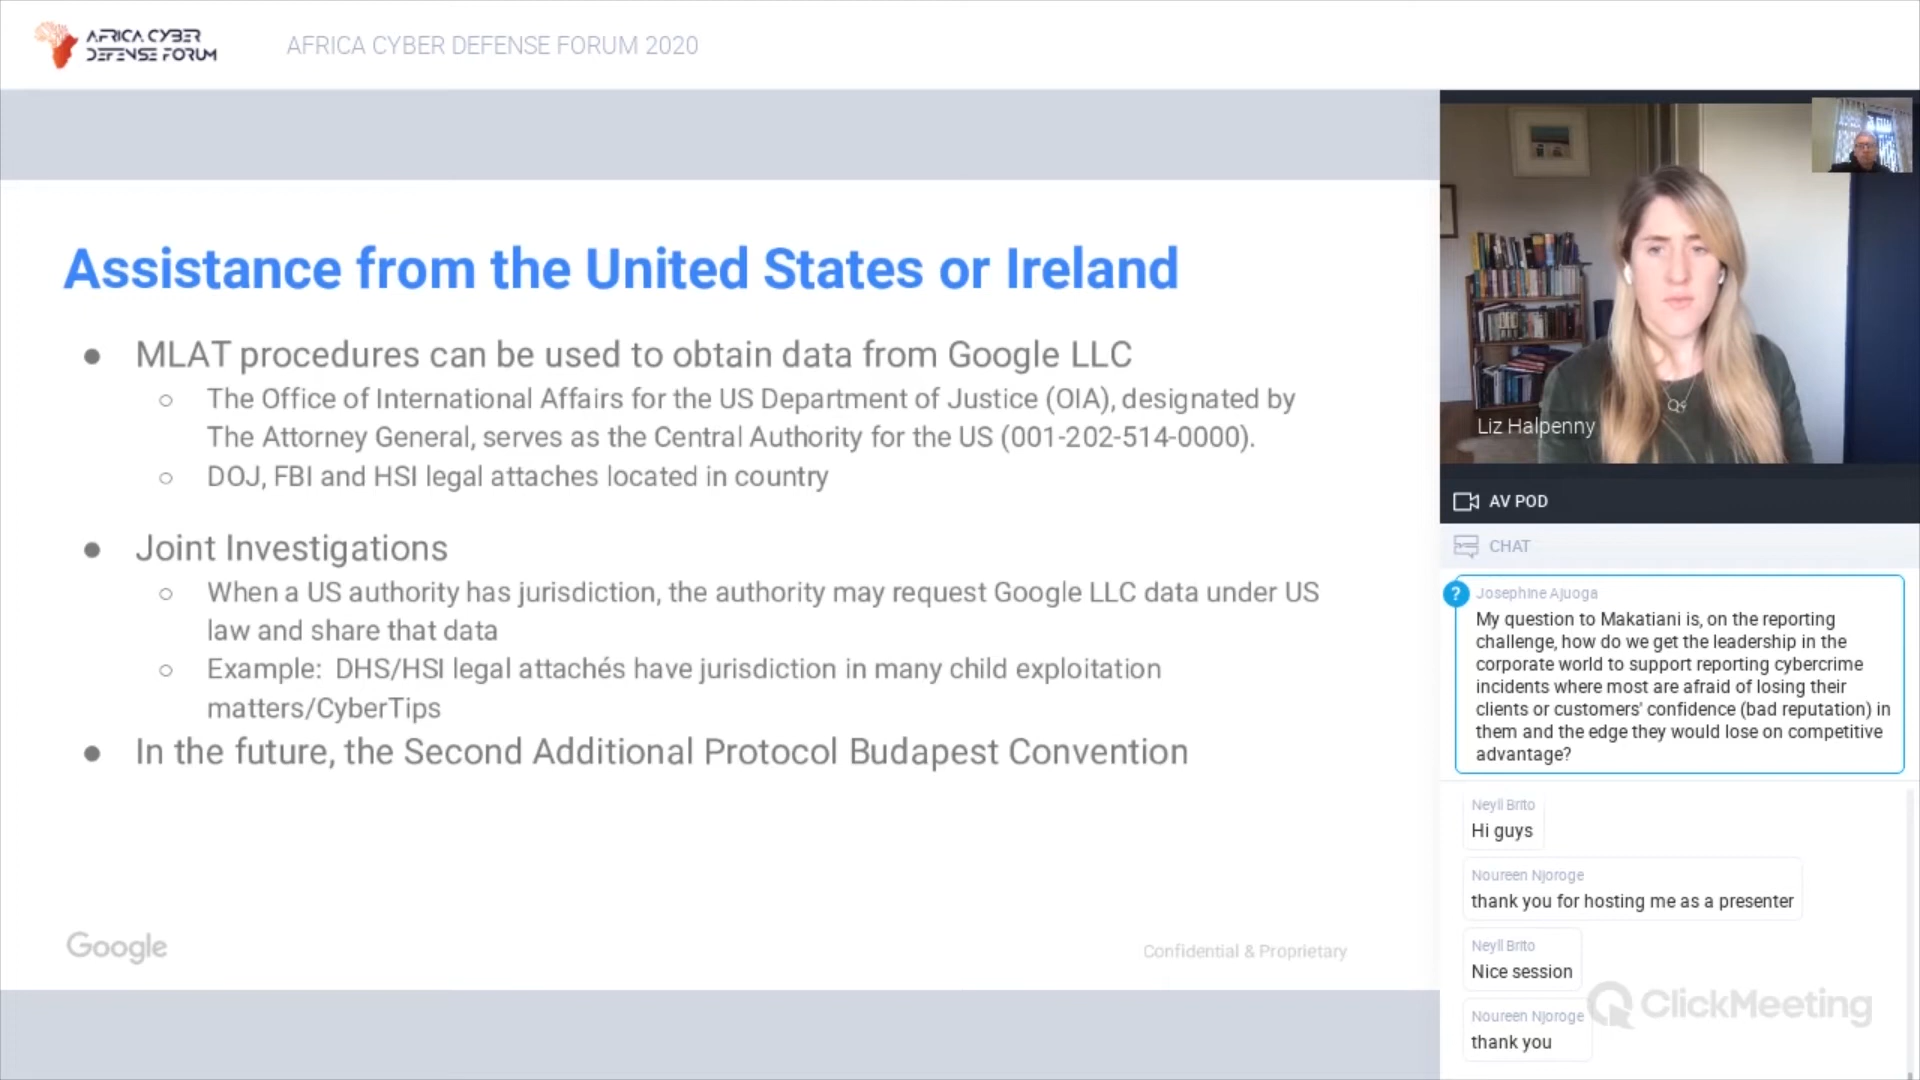 AFRICA CYBER
DEFENSE FORUM
AFRICA CYBER DEFENSE FORUM 2020
Assistance from the United States or Ireland
● MLAT procedures can be used to obtain data from Google LLC
○ The Office of International Affairs for the US Department of Justice (OIA), designated by
The Attorney General, serves as the Central Authority for the US (001-202-514-0000).
○ DOJ, FBI and HSI legal attaches located in country
● Joint Investigations
○ When a US authority has jurisdiction, the authority may request Google LLC data under US
law and share that data
○ Example: DHS/HSI legal attachés have jurisdiction in many child exploitation
matters/CyberTips
● In the future, the Second Additional Protocol Budapest Convention
Google
Confidential & Proprietary
Liz Halpenny
AV POD
CHAT
?
Josephine Ajuoga
My question to Makatiani is, on the reporting
challenge, how do we get the leadership in the
corporate world to support reporting cybercrime
incidents where most are afraid of losing their
clients or customers' confidence (bad reputation) in
them and the edge they would lose on competitive
advantage?
Neyll Brito
Hi guys
Noureen Njoroge
thank you for hosting me as a presenter
Neyll Brito
Nice session
Noureen Njoroge
thank you
ClickMeeting